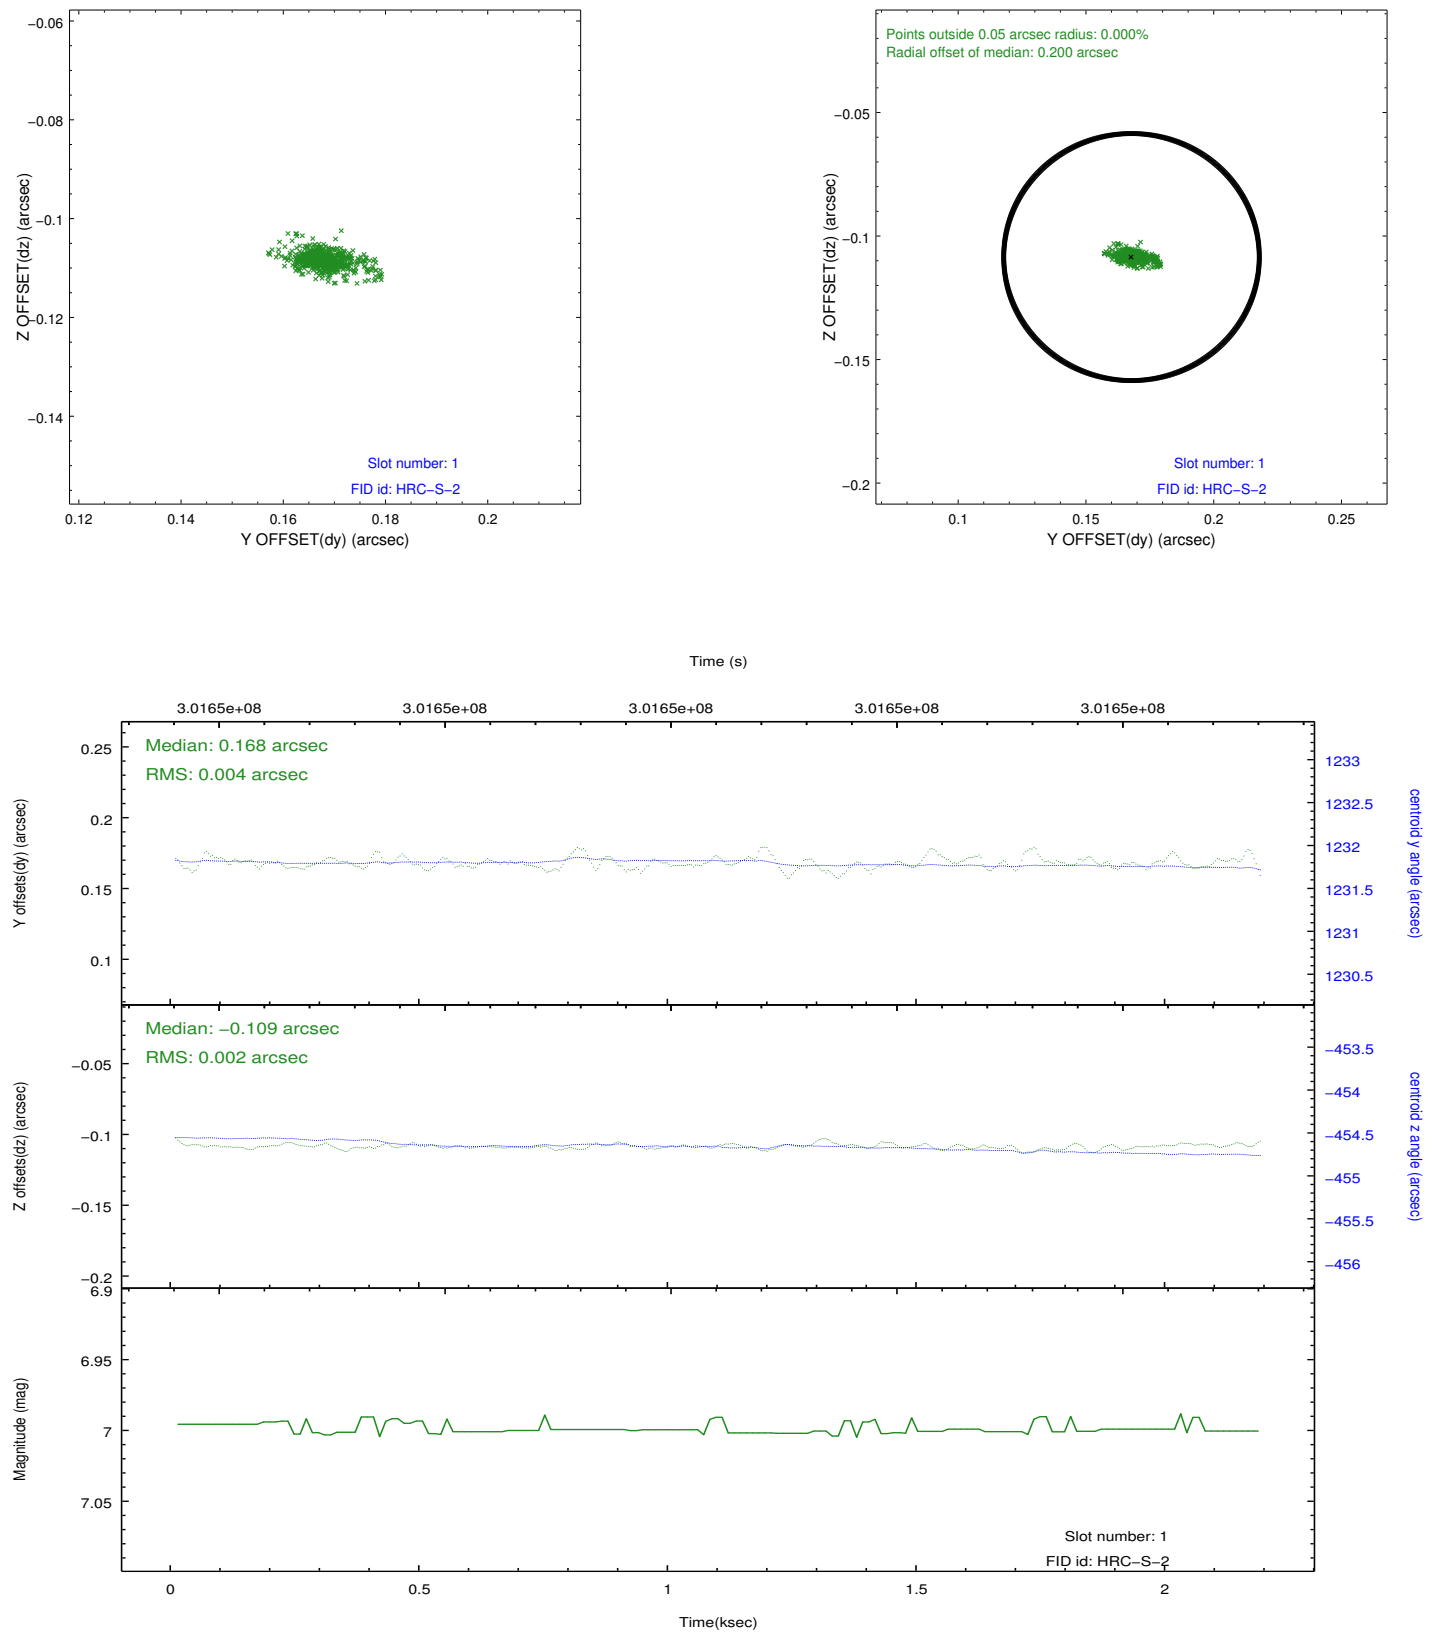 −0.06
−0.08
−0.1
−0.12
−0.14
Z OFFSET(dz) (arcsec)
Slot number: 1
FID id: HRC−S−2
0.12 0.14 0.16 0.18 0.2
Y OFFSET(dy) (arcsec)
Points outside 0.05 arcsec radius: 0.000%
Radial offset of median: 0.200 arcsec
−0.05
−0.1
−0.15
−0.2
Z OFFSET(dz) (arcsec)
Slot number: 1
FID id: HRC−S−2
0.1 0.15 0.2 0.25
Y OFFSET(dy) (arcsec)
Time (s)
3.0165e+08 3.0165e+08 3.0165e+08 3.0165e+08 3.0165e+08
Median: 0.168 arcsec
RMS: 0.004 arcsec
0.25
0.2
0.15
0.1
Y offsets(dy) (arcsec)
1233
1232.5
1232
1231.5
1231
1230.5
centroid y angle (arcsec)
Median: −0.109 arcsec
RMS: 0.002 arcsec
−0.05
−0.1
−0.15
−0.2
Z offsets(dz) (arcsec)
−453.5
−454
−454.5
−455
−455.5
−456
centroid z angle (arcsec)
6.9
6.95
7
7.05
Magnitude (mag)
Slot number: 1
FID id: HRC−S−2
0 0.5 1 1.5 2
Time(ksec)